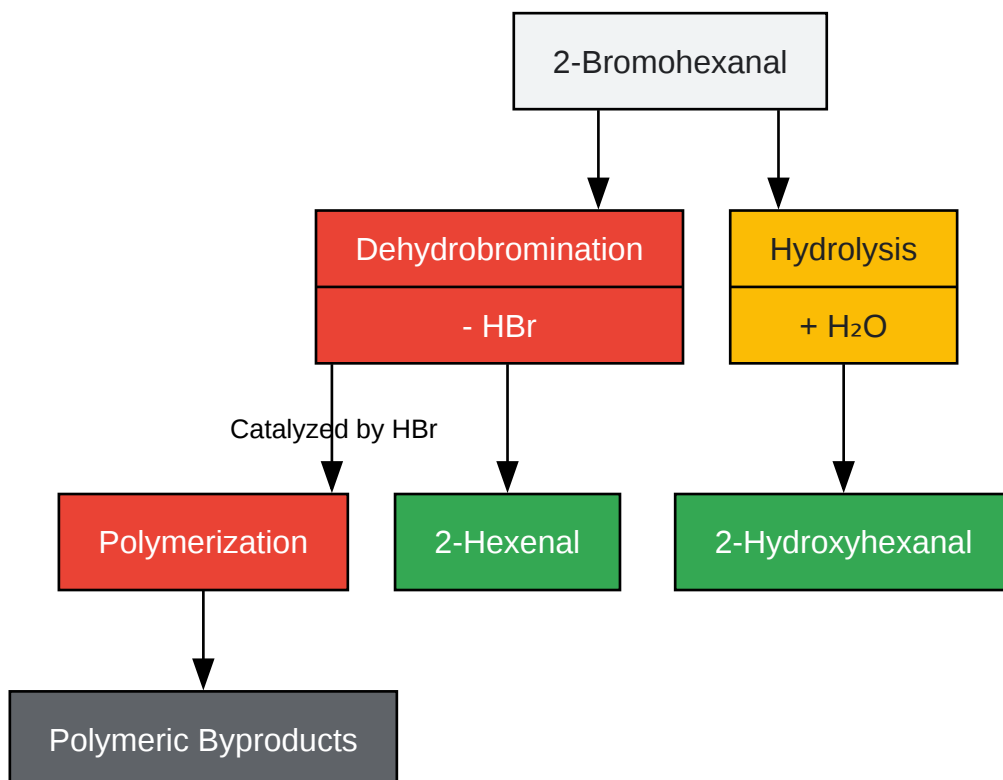 2-Bromohexanal
Dehydrobromination
- HBr
Hydrolysis
+ H₂O
Catalyzed by HBr
Polymerization
2-Hexenal
2-Hydroxyhexanal
Polymeric Byproducts